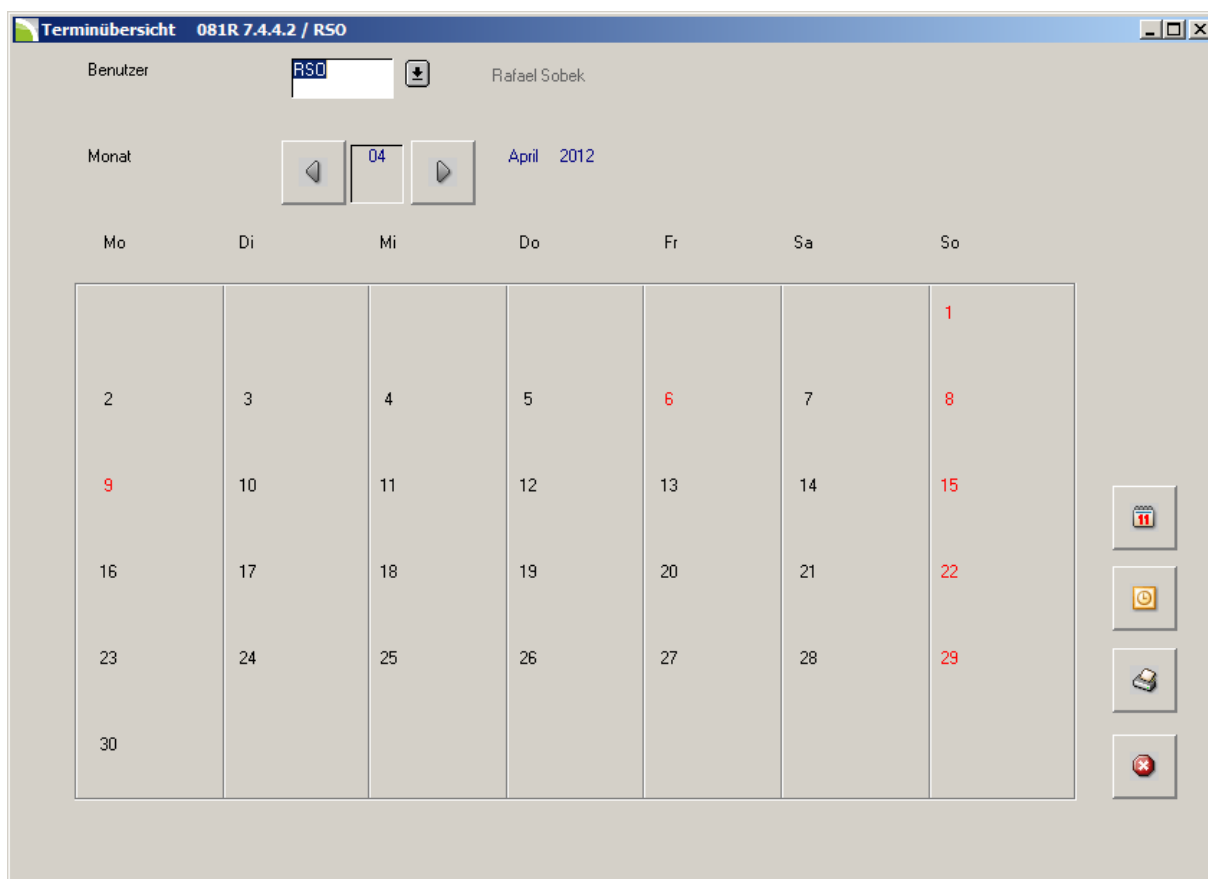 Terminübersicht 081R 7.4.4.2 / RSO
Benutzer RSO Rafael Sobek
Monat 04 April 2012
Mo Di Mi Do Fr Sa So
1
2 3 4 5 6 7 8
9 10 11 12 13 14 15
11
16 17 18 19 20 21 22
23 24 25 26 27 28 29
30